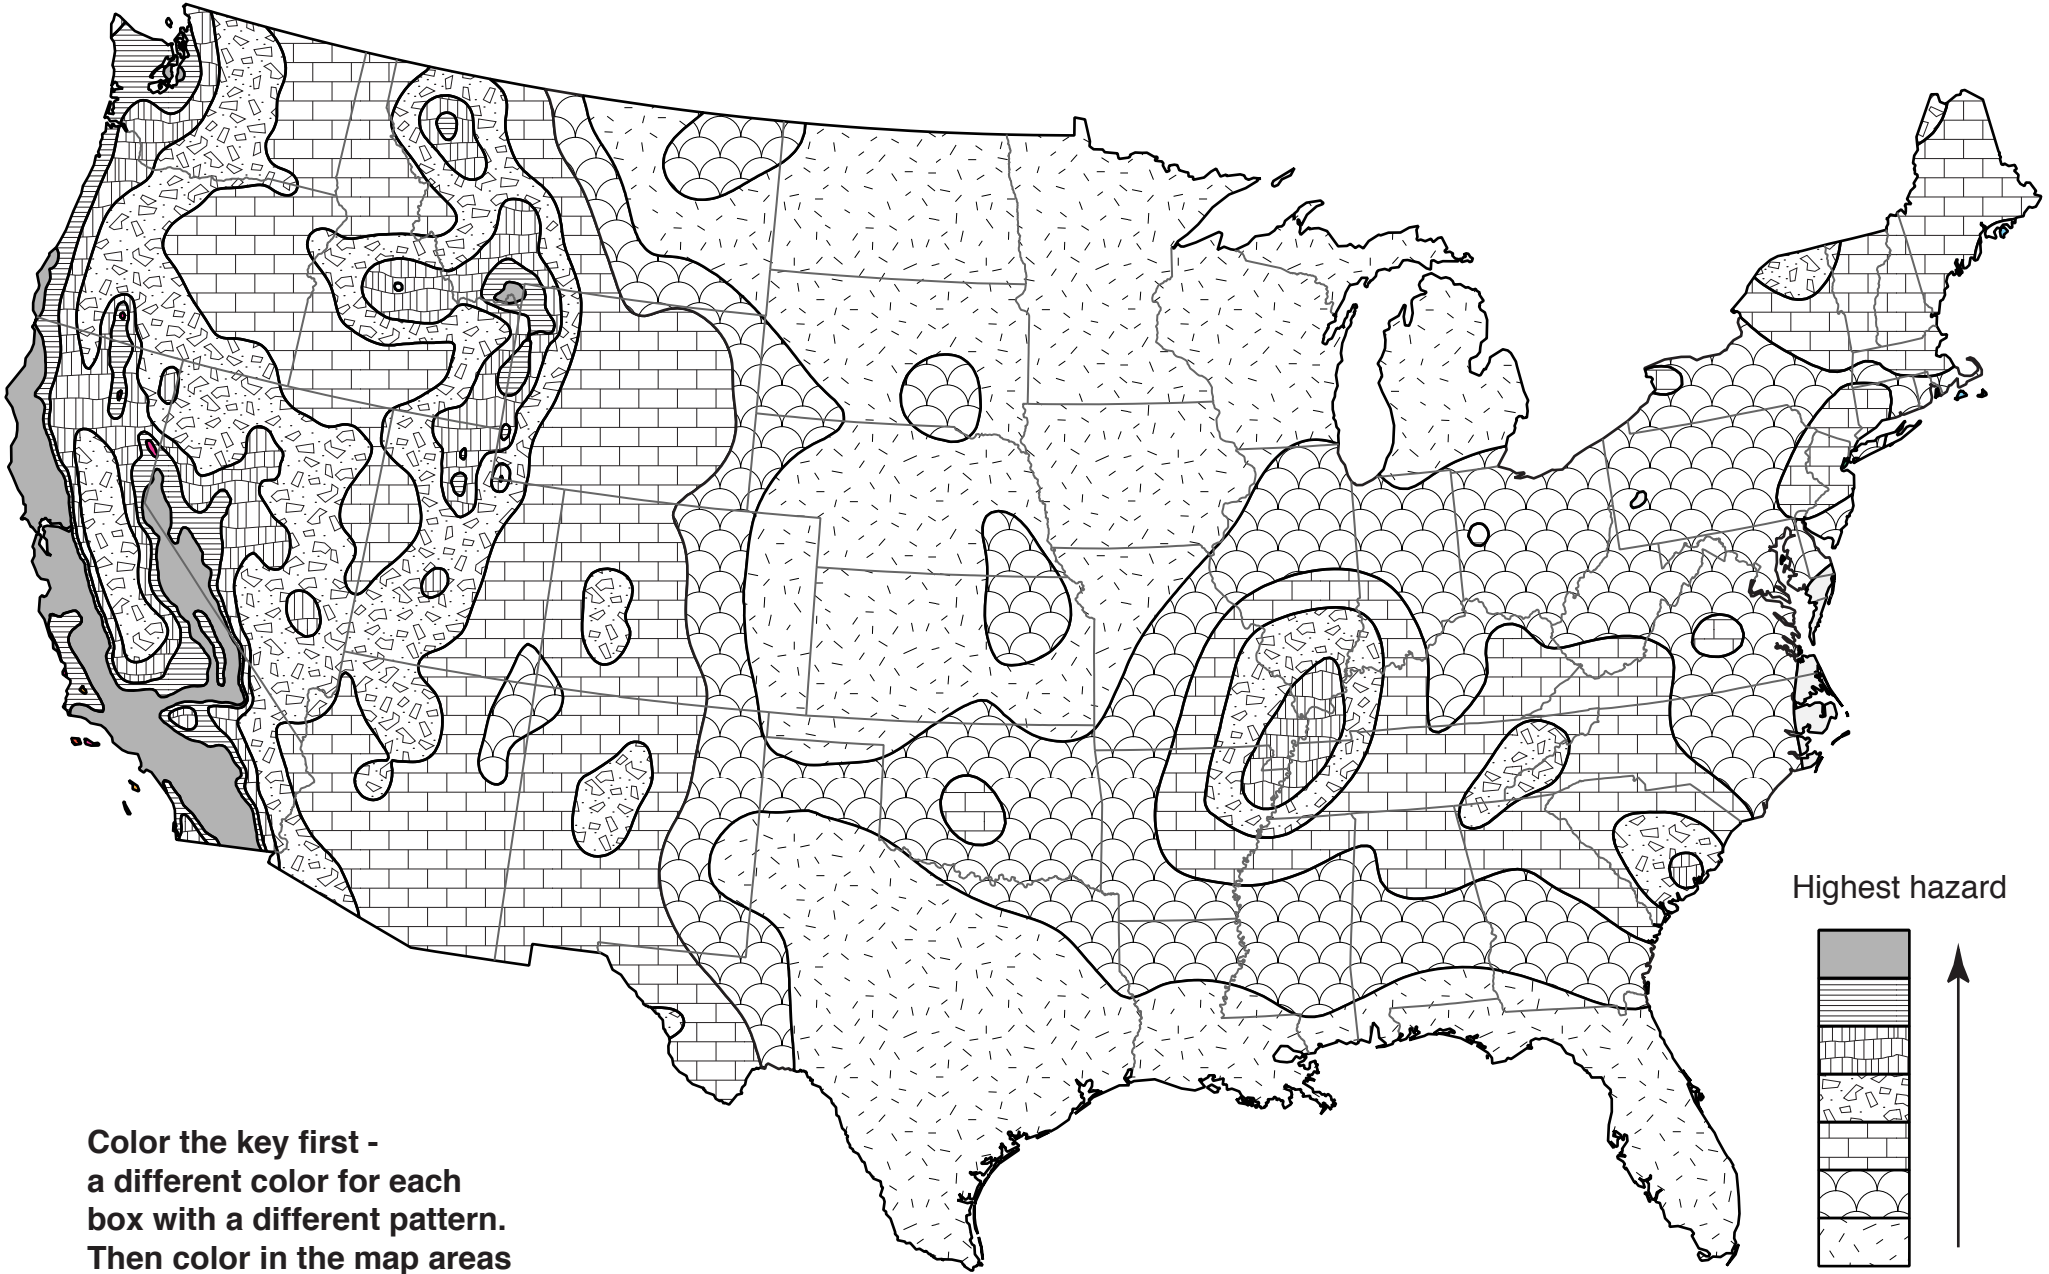 Highest hazard
Color the key first -
a different color for each
box with a different pattern.
Then color in the map areas